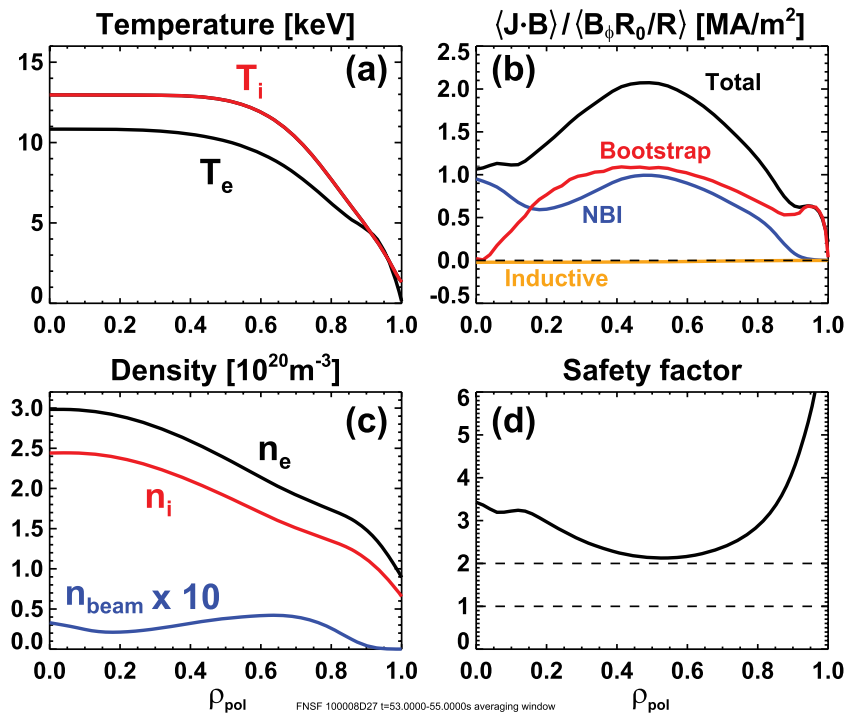 Temperature [keV]
15
10
5
0
(a)
T_i
T_e
0.0 0.2 0.4 0.6 0.8 1.0
⟨J·B⟩/⟨B_ϕR_0/R⟩ [MA/m²]
2.5
2.0
1.5
1.0
0.5
0.0
-0.5
(b)
Total
Bootstrap
NBI
Inductive
0.0 0.2 0.4 0.6 0.8 1.0
Density [10²⁰m⁻³]
3.0
2.5
2.0
1.5
1.0
0.5
0.0
(c)
n_e
n_i
n_beam x 10
0.0 0.2 0.4 0.6 0.8 1.0
ρ_pol
Safety factor
6
5
4
3
2
1
0
(d)
0.0 0.2 0.4 0.6 0.8 1.0
ρ_pol
FNSF 100008D27 t=53.0000-55.0000s averaging window